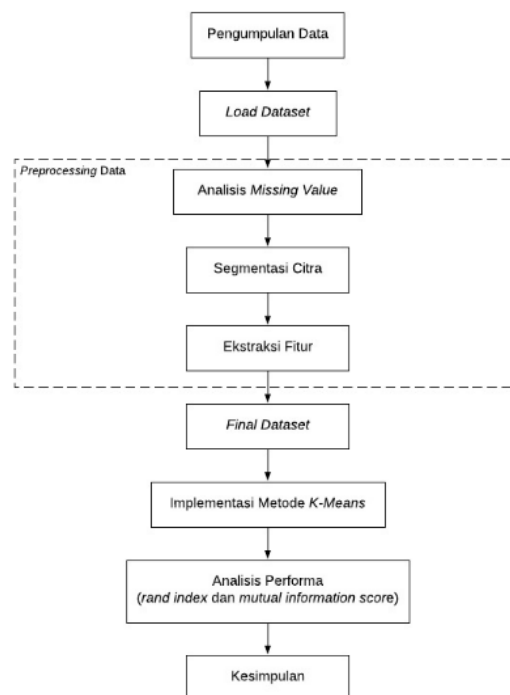 Pengumpulan Data
Load Dataset
Preprocessing Data
Analisis Missing Value
Segmentasi Citra
Ekstraksi Fitur
Final Dataset
Implementasi Metode K-Means
Analisis Performa
(rand index dan mutual information score)
Kesimpulan